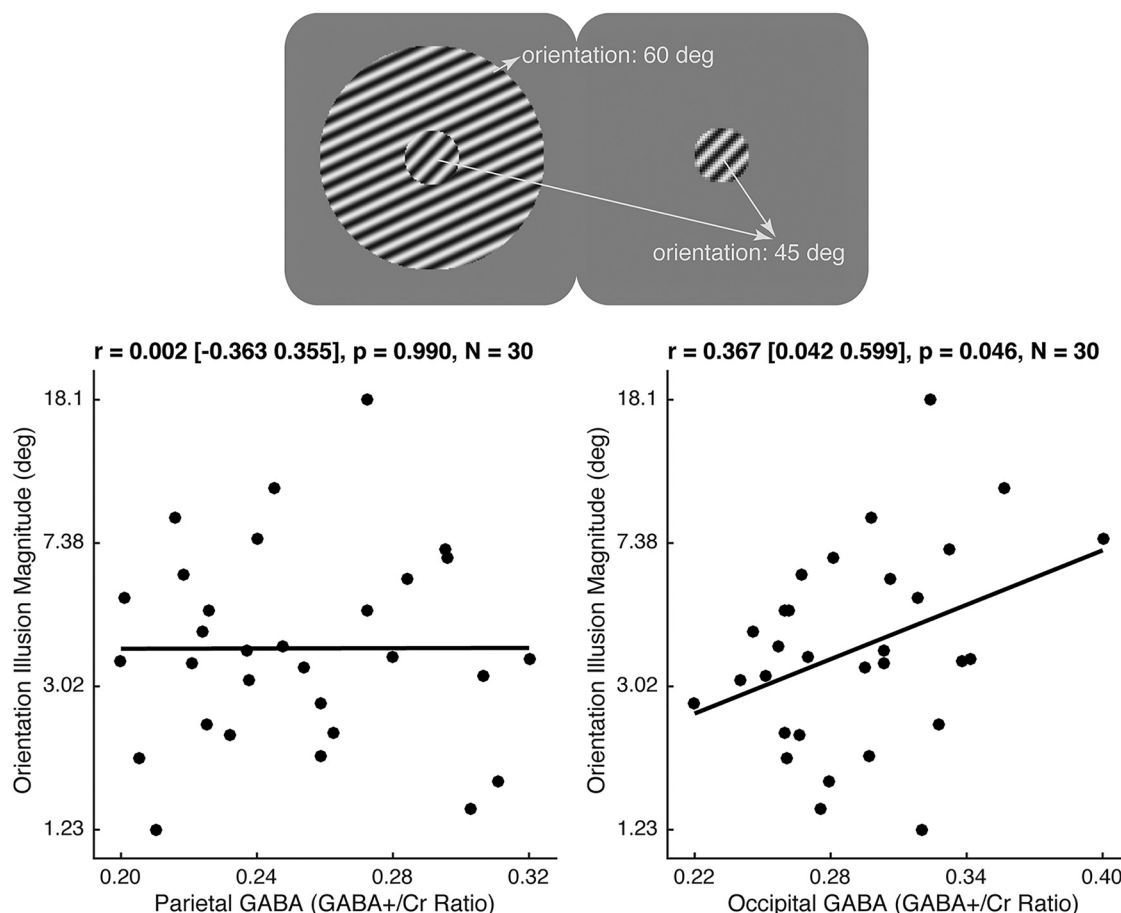 orientation: 60 deg
orientation: 45 deg
r = 0.002 [-0.363 0.355], p = 0.990, N = 30
18.1
7.38
3.02
1.23
Orientation Illusion Magnitude (deg)
0.20 0.24 0.28 0.32
Parietal GABA (GABA+/Cr Ratio)
r = 0.367 [0.042 0.599], p = 0.046, N = 30
18.1
7.38
3.02
1.23
Orientation Illusion Magnitude (deg)
0.22 0.28 0.34 0.40
Occipital GABA (GABA+/Cr Ratio)